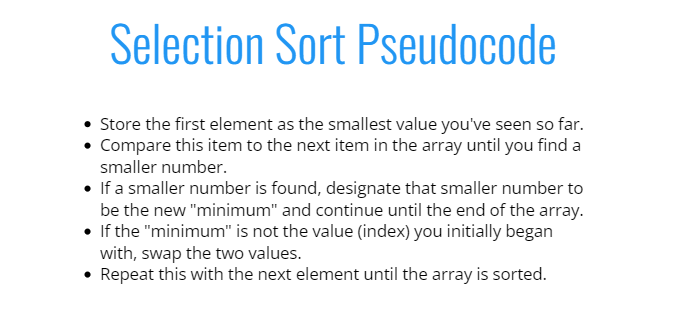 Selection Sort Pseudocode
• Store the first element as the smallest value you've seen so far.
• Compare this item to the next item in the array until you find a
smaller number.
• If a smaller number is found, designate that smaller number to
be the new "minimum" and continue until the end of the array.
• If the "minimum" is not the value (index) you initially began
with, swap the two values.
• Repeat this with the next element until the array is sorted.